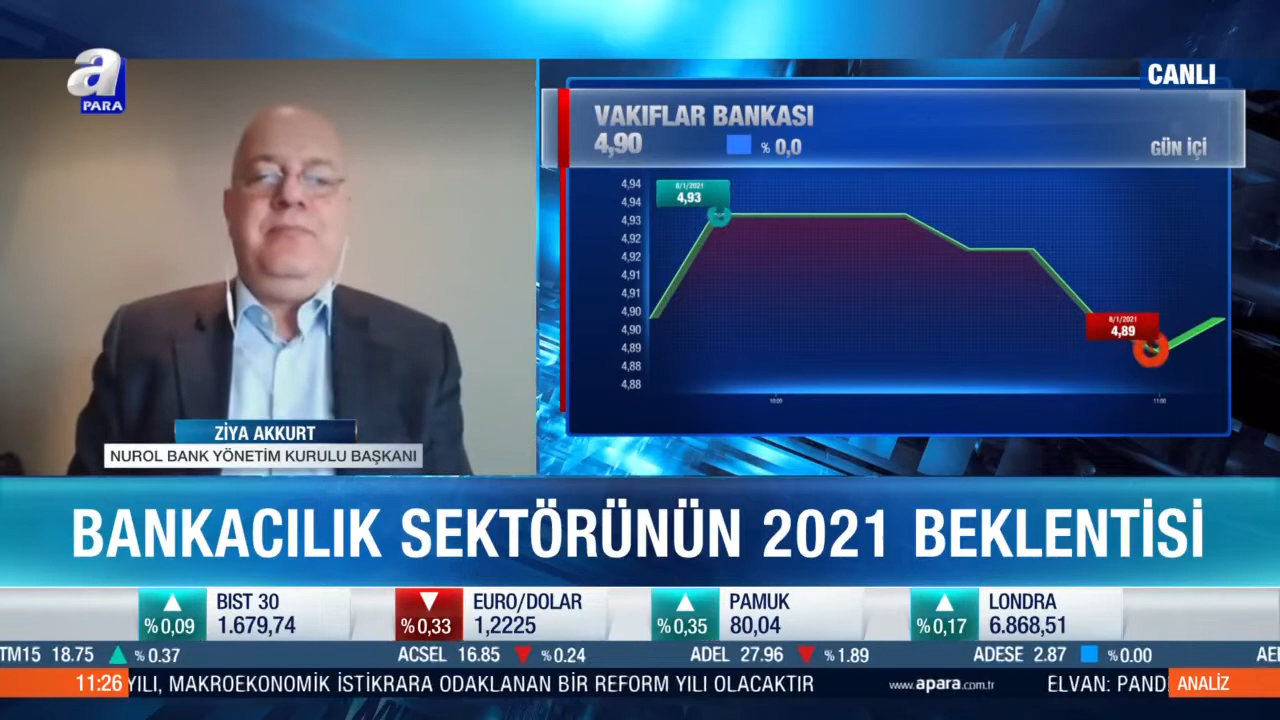 a
PARA
CANLI
VAKIFLAR BANKASI
4,90
% 0,0
GÜN İÇİ
4,94
4,94
4,93
4,92
4,92
4,91
4,91
4,90
4,90
4,89
4,88
4,88
8/1/2021
4,93
8/1/2021
4,89
10:00
11:00
ZİYA AKKURT
NUROL BANK YÖNETİM KURULU BAŞKANI
BANKACILIK SEKTÖRÜNÜN 2021 BEKLENTİSİ
% 0,09 BIST 30 1.679,74
% 0,33 EURO/DOLAR 1,2225
% 0,35 PAMUK 80,04
% 0,17 LONDRA 6.868,51
TM15 18.75 % 0.37 ACSEL 16.85 % 0.24 ADEL 27.96 % 1.89 ADESE 2.87 % 0.00 AE
11:26 YILI, MAKROEKONOMİK İSTİKRARA ODAKLANAN BİR REFORM YILI OLACAKTIR www.apara.com.tr ELVAN: PAND ANALİZ